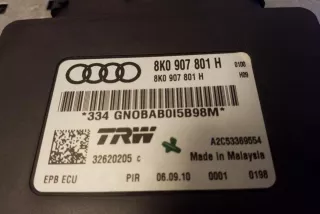 8K0 907 801 H 0100
8K0 907 801 H H09
*334 GN0BAB0I5B98M*
TRW
A2C53369554
32620205 c
Made in Malaysia
EPB ECU PIR 06.09.10 0001 0198